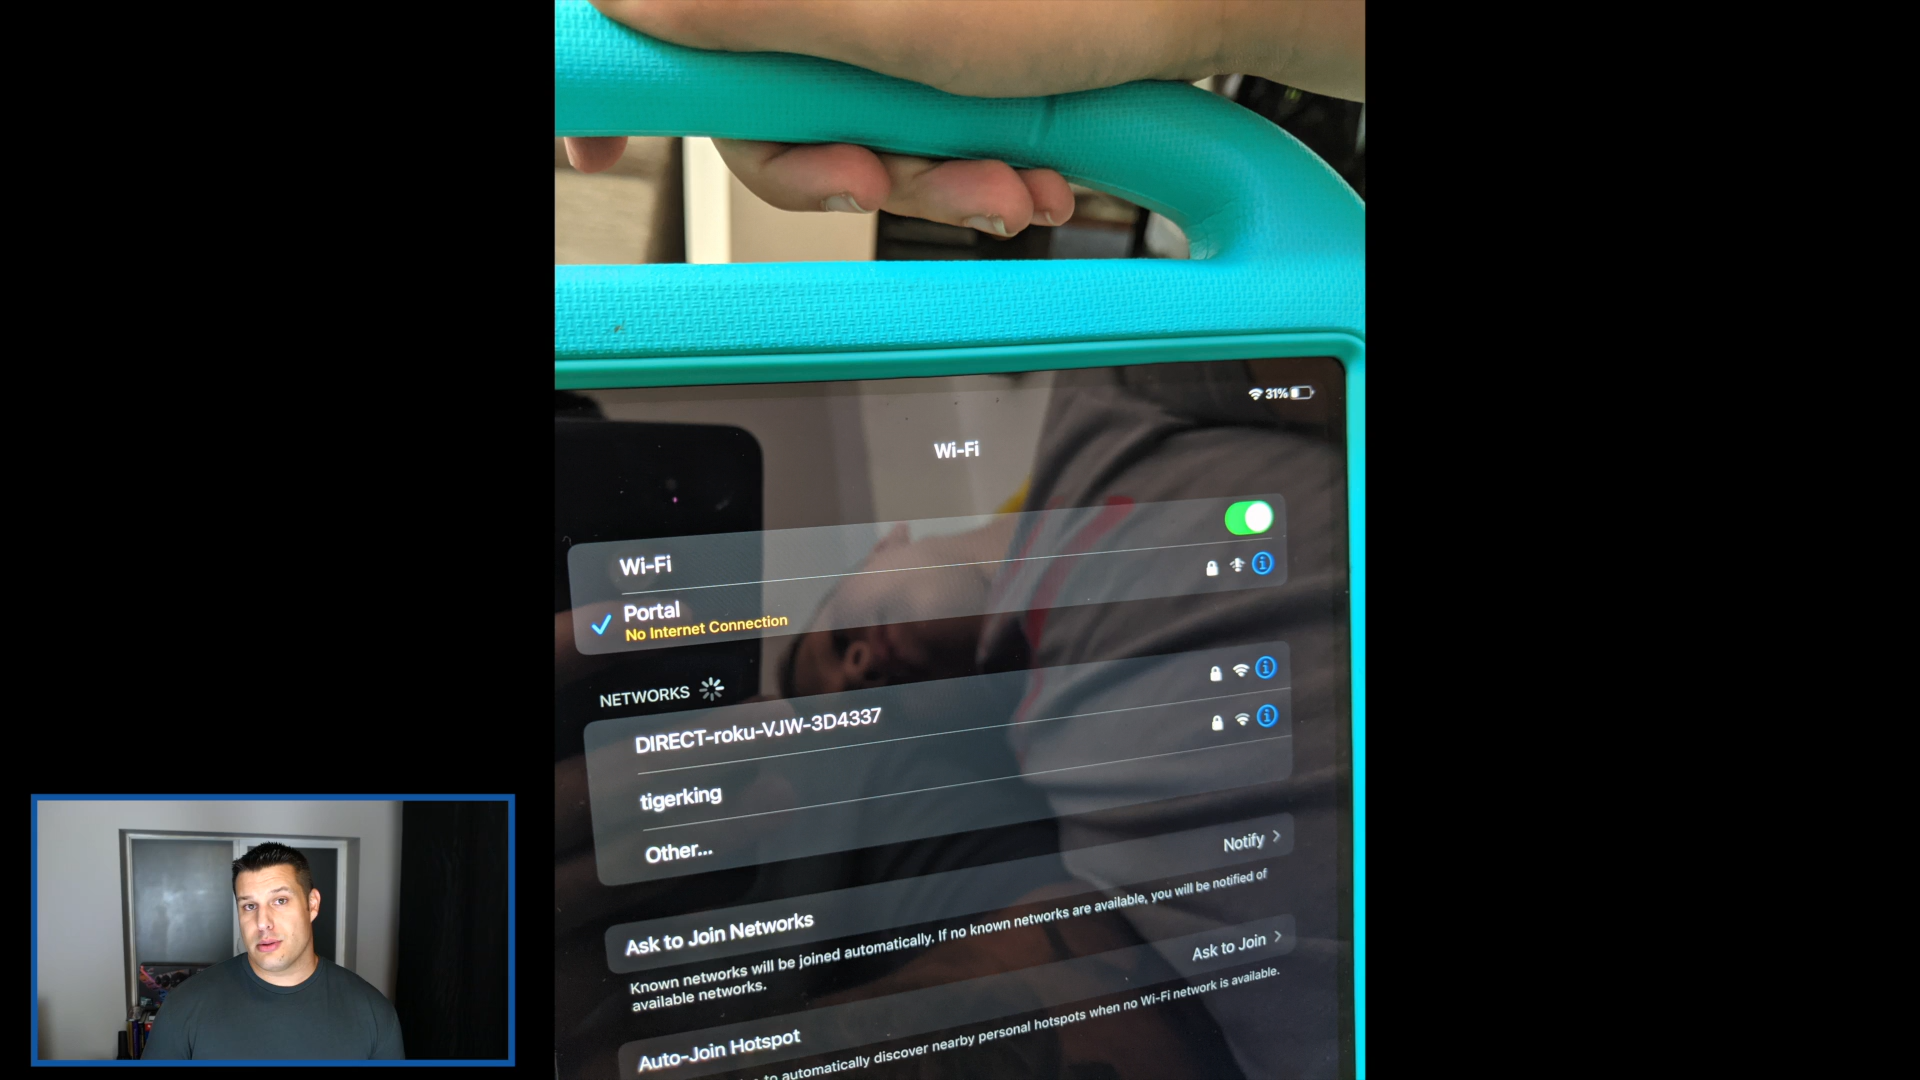 31%
Wi-Fi
Wi-Fi
Portal
No Internet Connection
NETWORKS
DIRECT-roku-VJW-3D4337
tigerking
Other...
Ask to Join Networks
Notify
Known networks will be joined automatically. If no known networks are available, you will be notified of
available networks.
Auto-Join Hotspot
Ask to Join
to automatically discover nearby personal hotspots when no Wi-Fi network is available.